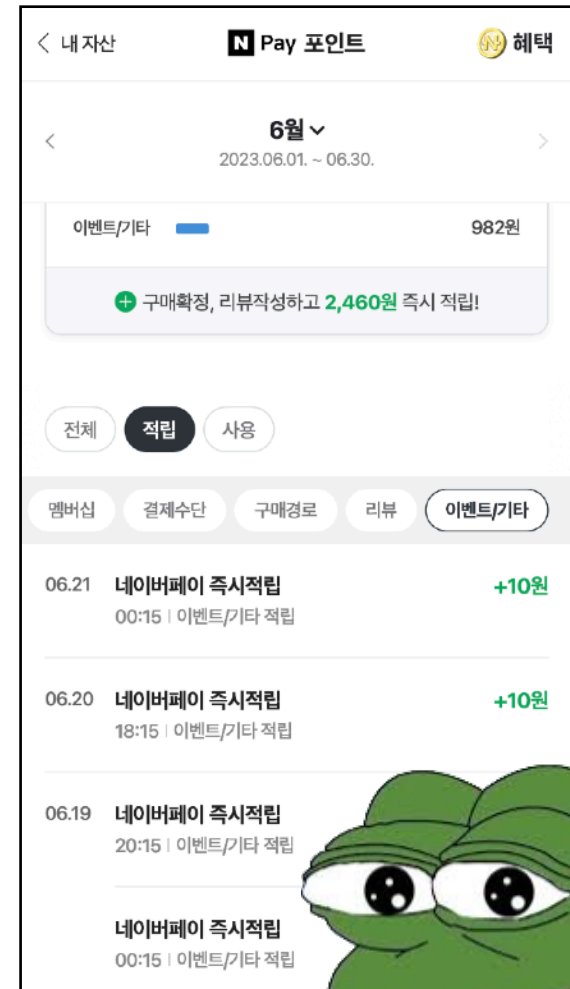 내 자산
N Pay 포인트
혜택
6월
2023.06.01. ~ 06.30.
이벤트/기타
982원
구매확정, 리뷰작성하고 2,460원 즉시 적립!
전체
적립
사용
멤버십
결제수단
구매경로
리뷰
이벤트/기타
06.21 네이버페이 즉시적립 +10원
00:15 | 이벤트/기타 적립
06.20 네이버페이 즉시적립 +10원
18:15 | 이벤트/기타 적립
06.19 네이버페이 즉시적립
20:15 | 이벤트/기타 적립
네이버페이 즉시적립
00:15 | 이벤트/기타 적립